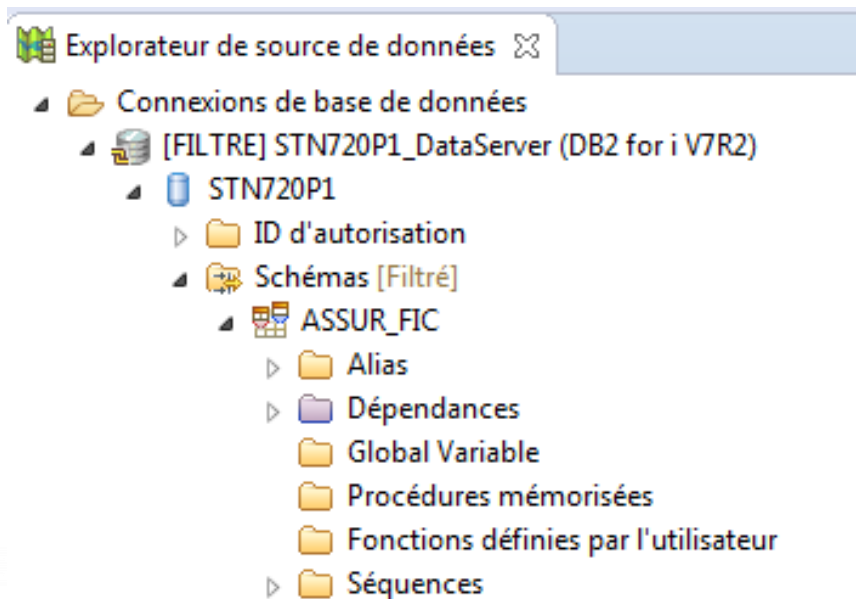 Explorateur de source de données
Connexions de base de données
[FILTRE] STN720P1_DataServer (DB2 for i V7R2)
STN720P1
ID d'autorisation
Schémas [Filtré]
ASSUR_FIC
Alias
Dépendances
Global Variable
Procédures mémorisées
Fonctions définies par l'utilisateur
Séquences